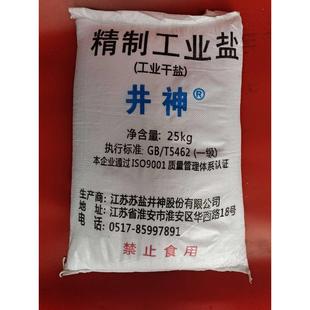 精制工业盐
(工业干盐)
井神®
净含量: 25kg
执行标准: GB/T5462 (一级)
本企业通过ISO9001 质量管理体系认证
生产商: 江苏苏盐井神股份有限公司
地址: 江苏省淮安市淮安区华西路18号
电话: 0517-85997891
禁止食用